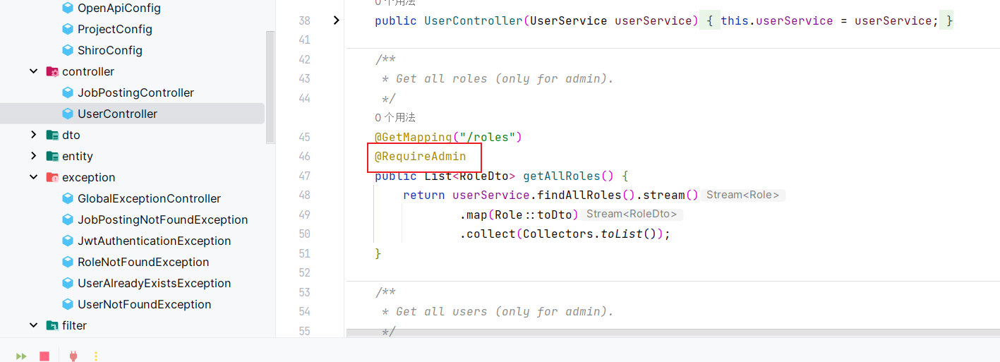 OpenApiConfig
ProjectConfig
ShiroConfig
controller
JobPostingController
UserController
dto
entity
exception
GlobalExceptionController
JobPostingNotFoundException
JwtAuthenticationException
RoleNotFoundException
UserAlreadyExistsException
UserNotFoundException
filter
0 个用法
38 public UserController(UserService userService) { this.userService = userService; }
41
42 /**
43 * Get all roles (only for admin).
44 */
0 个用法
45 @GetMapping("/roles")
46 @RequireAdmin
47 public List<RoleDto> getAllRoles() {
48 return userService.findAllRoles().stream() Stream<Role>
49 .map(Role::toDto) Stream<RoleDto>
50 .collect(Collectors.toList());
51 }
52
53 /**
54 * Get all users (only for admin).
55 */